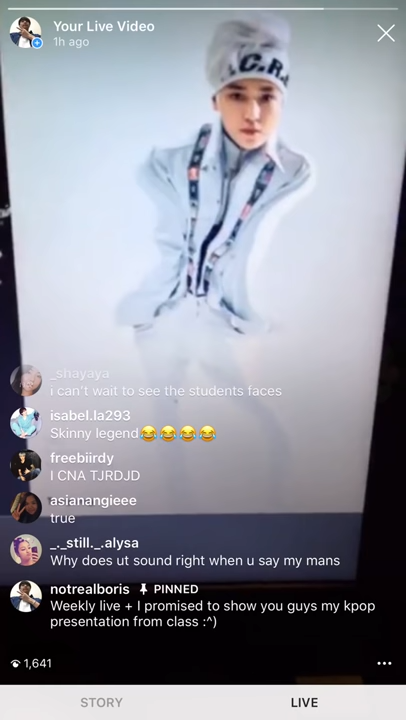 Your Live Video
1h ago
_shayaya
i can't wait to see the students faces
isabel.la293
Skinny legend😂😂😂😂
freebiirdy
I CNA TJRDJD
asianangieee
true
_._still._.alysa
Why does ut sound right when u say my mans
notrealboris PINNED
Weekly live + I promised to show you guys my kpop
presentation from class :^)
1,641
STORY LIVE